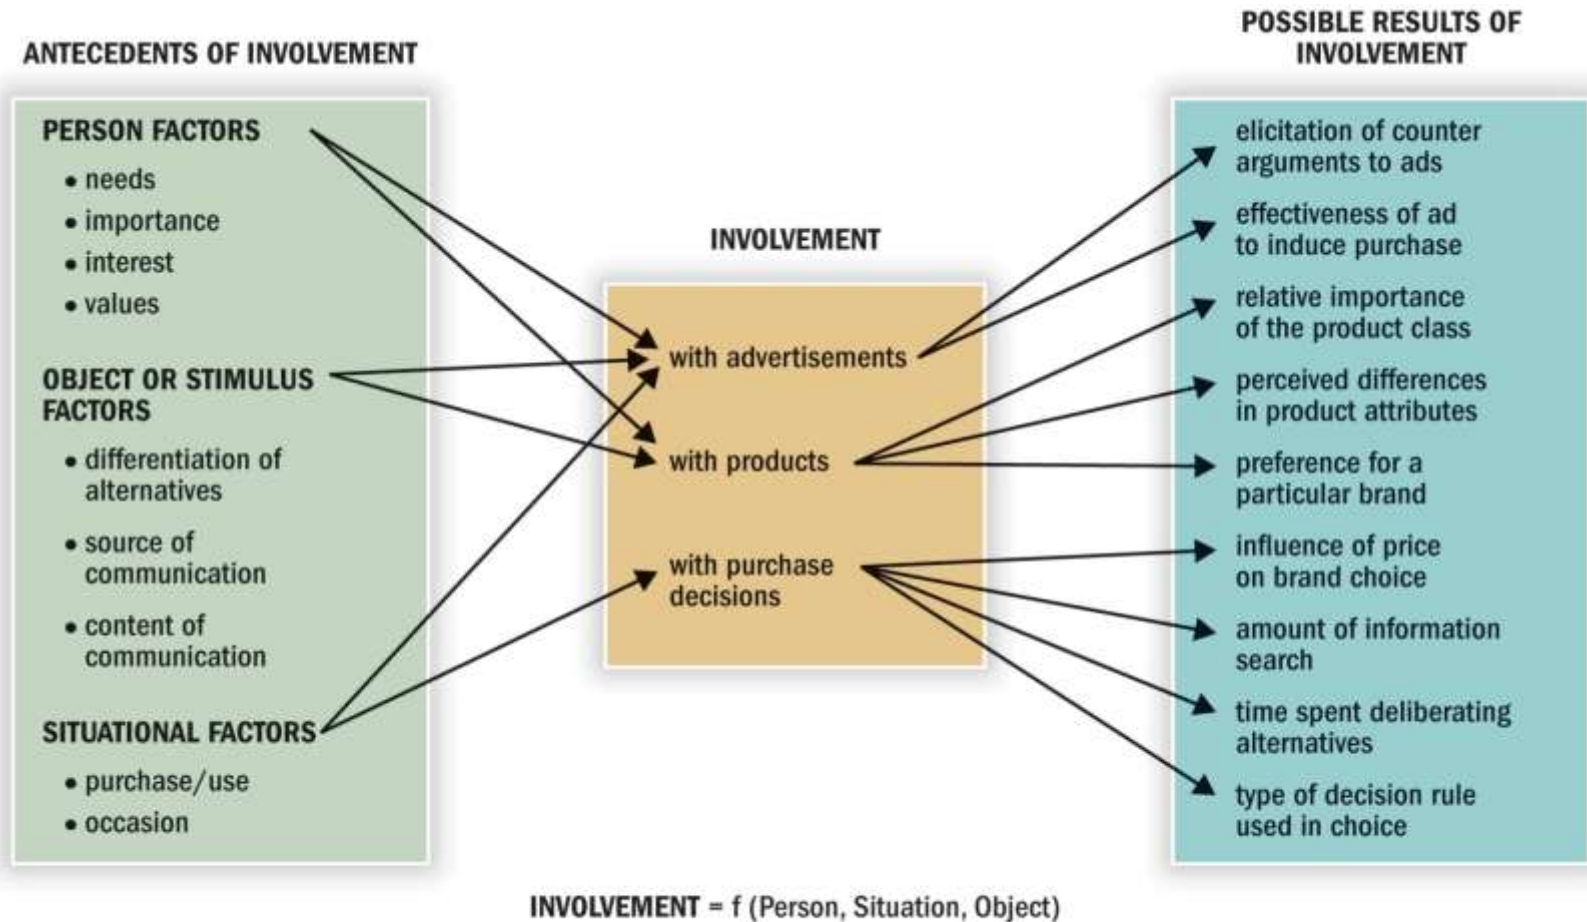 ANTECEDENTS OF INVOLVEMENT
PERSON FACTORS
• needs
• importance
• interest
• values
OBJECT OR STIMULUS
FACTORS
• differentiation of
alternatives
• source of
communication
• content of
communication
SITUATIONAL FACTORS
• purchase/use
• occasion
INVOLVEMENT
with advertisements
with products
with purchase
decisions
POSSIBLE RESULTS OF
INVOLVEMENT
elicitation of counter
arguments to ads
effectiveness of ad
to induce purchase
relative importance
of the product class
perceived differences
in product attributes
preference for a
particular brand
influence of price
on brand choice
amount of information
search
time spent deliberating
alternatives
type of decision rule
used in choice
INVOLVEMENT = f (Person, Situation, Object)